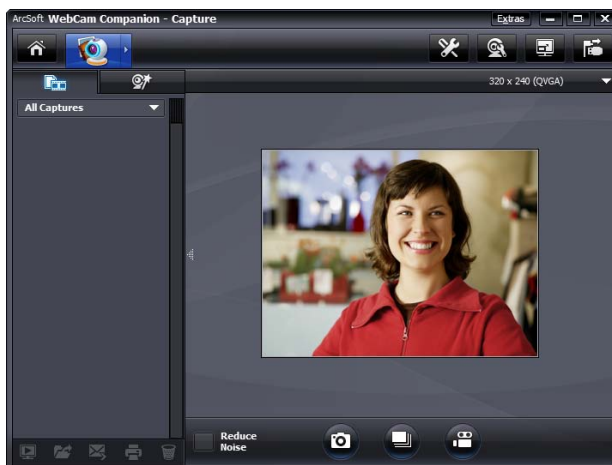 ArcSoft WebCam Companion - Capture
Extras
320 x 240 (QVGA)
All Captures
Reduce
Noise